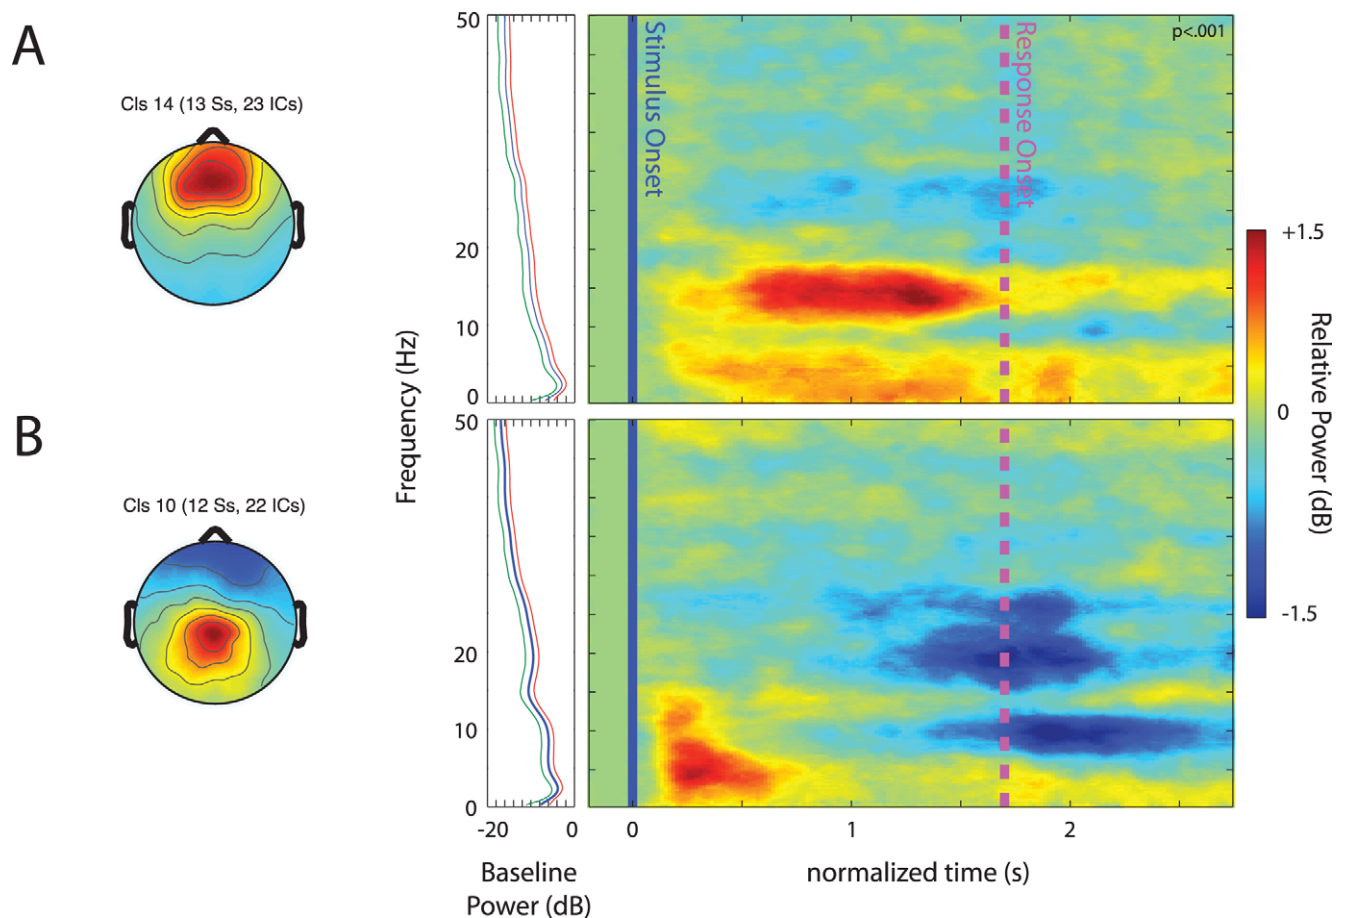 A
Cls 14 (13 Ss, 23 ICs)
50
20
10
0
Stimulus Onset
Response Onset
p<.001
Frequency (Hz)
B
Cls 10 (12 Ss, 22 ICs)
50
20
10
0
-20 0
Baseline
Power (dB)
0 1 2
normalized time (s)
+1.5
0
-1.5
Relative Power (dB)